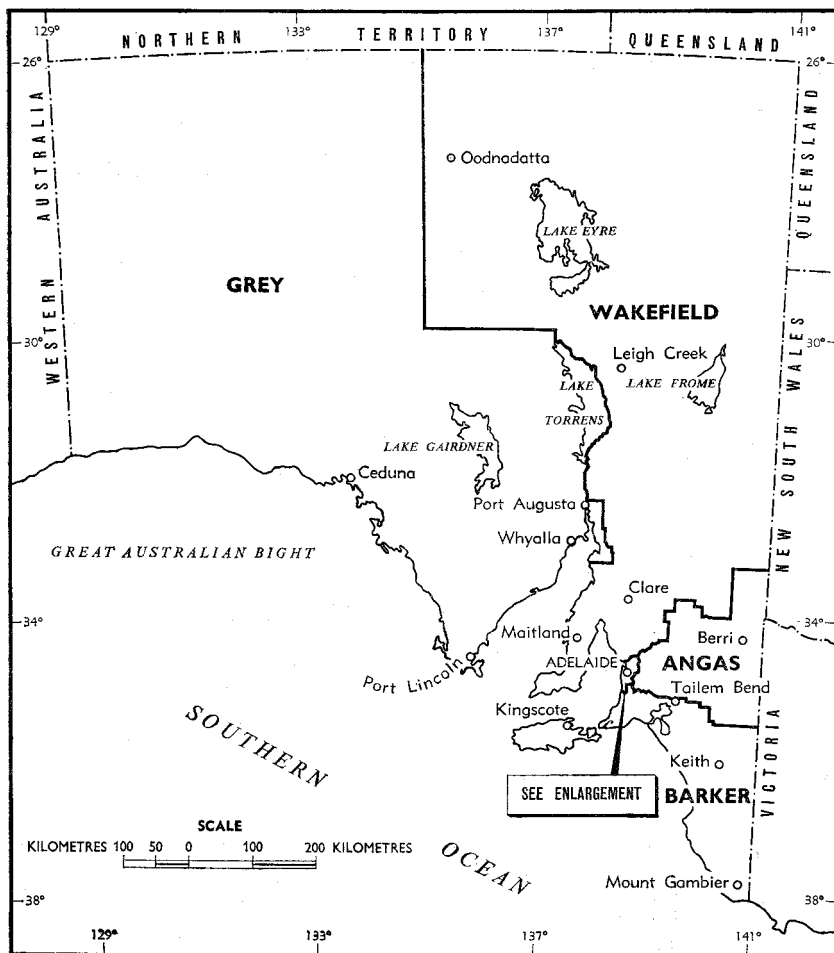 129° 133° 137° 141°
NORTHERN TERRITORY QUEENSLAND
26° 26°
WESTERN AUSTRALIA
QUEENSLAND
Oodnadatta
LAKE EYRE
GREY
WAKEFIELD
30° 30°
Leigh Creek
LAKE FROME
LAKE
TORRENS
NEW SOUTH WALES
LAKE GAIRDNER
Ceduna
Port Augusta
Whyalla
GREAT AUSTRALIAN BIGHT
Clare
34° 34°
Maitland
Berri
ADELAIDE
ANGAS
Port Lincoln
Tailem Bend
Kingscote
SOUTHERN
Keith
VICTORIA
SEE ENLARGEMENT
BARKER
SCALE
KILOMETRES 100 50 0 100 200 KILOMETRES
OCEAN
Mount Gambier
38° 38°
129° 133° 137° 141°